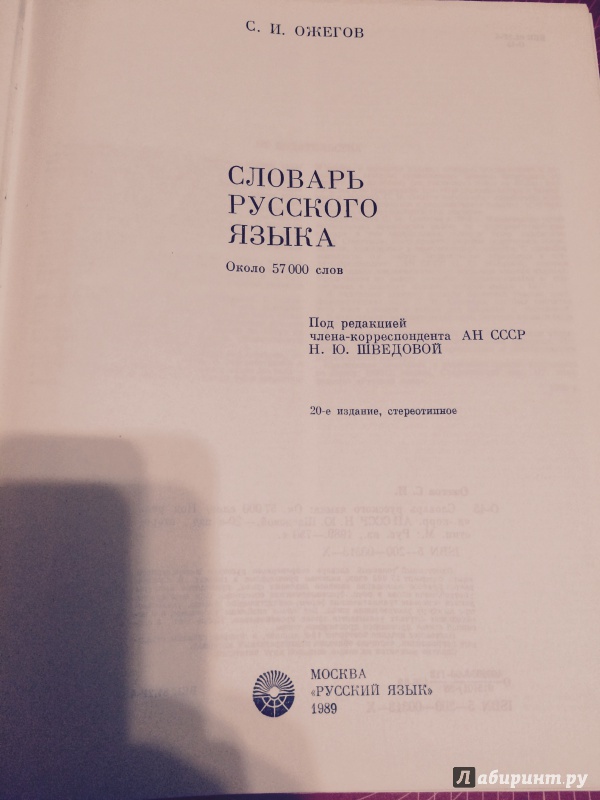 С. И. ОЖЕГОВ
СЛОВАРЬ
РУССКОГО
ЯЗЫКА
Около 57 000 слов
Под редакцией
члена-корреспондента АН СССР
Н. Ю. ШВЕДОВОЙ
20-е издание, стереотипное
МОСКВА
«РУССКИЙ ЯЗЫК»
1989
Лабиринт.ру